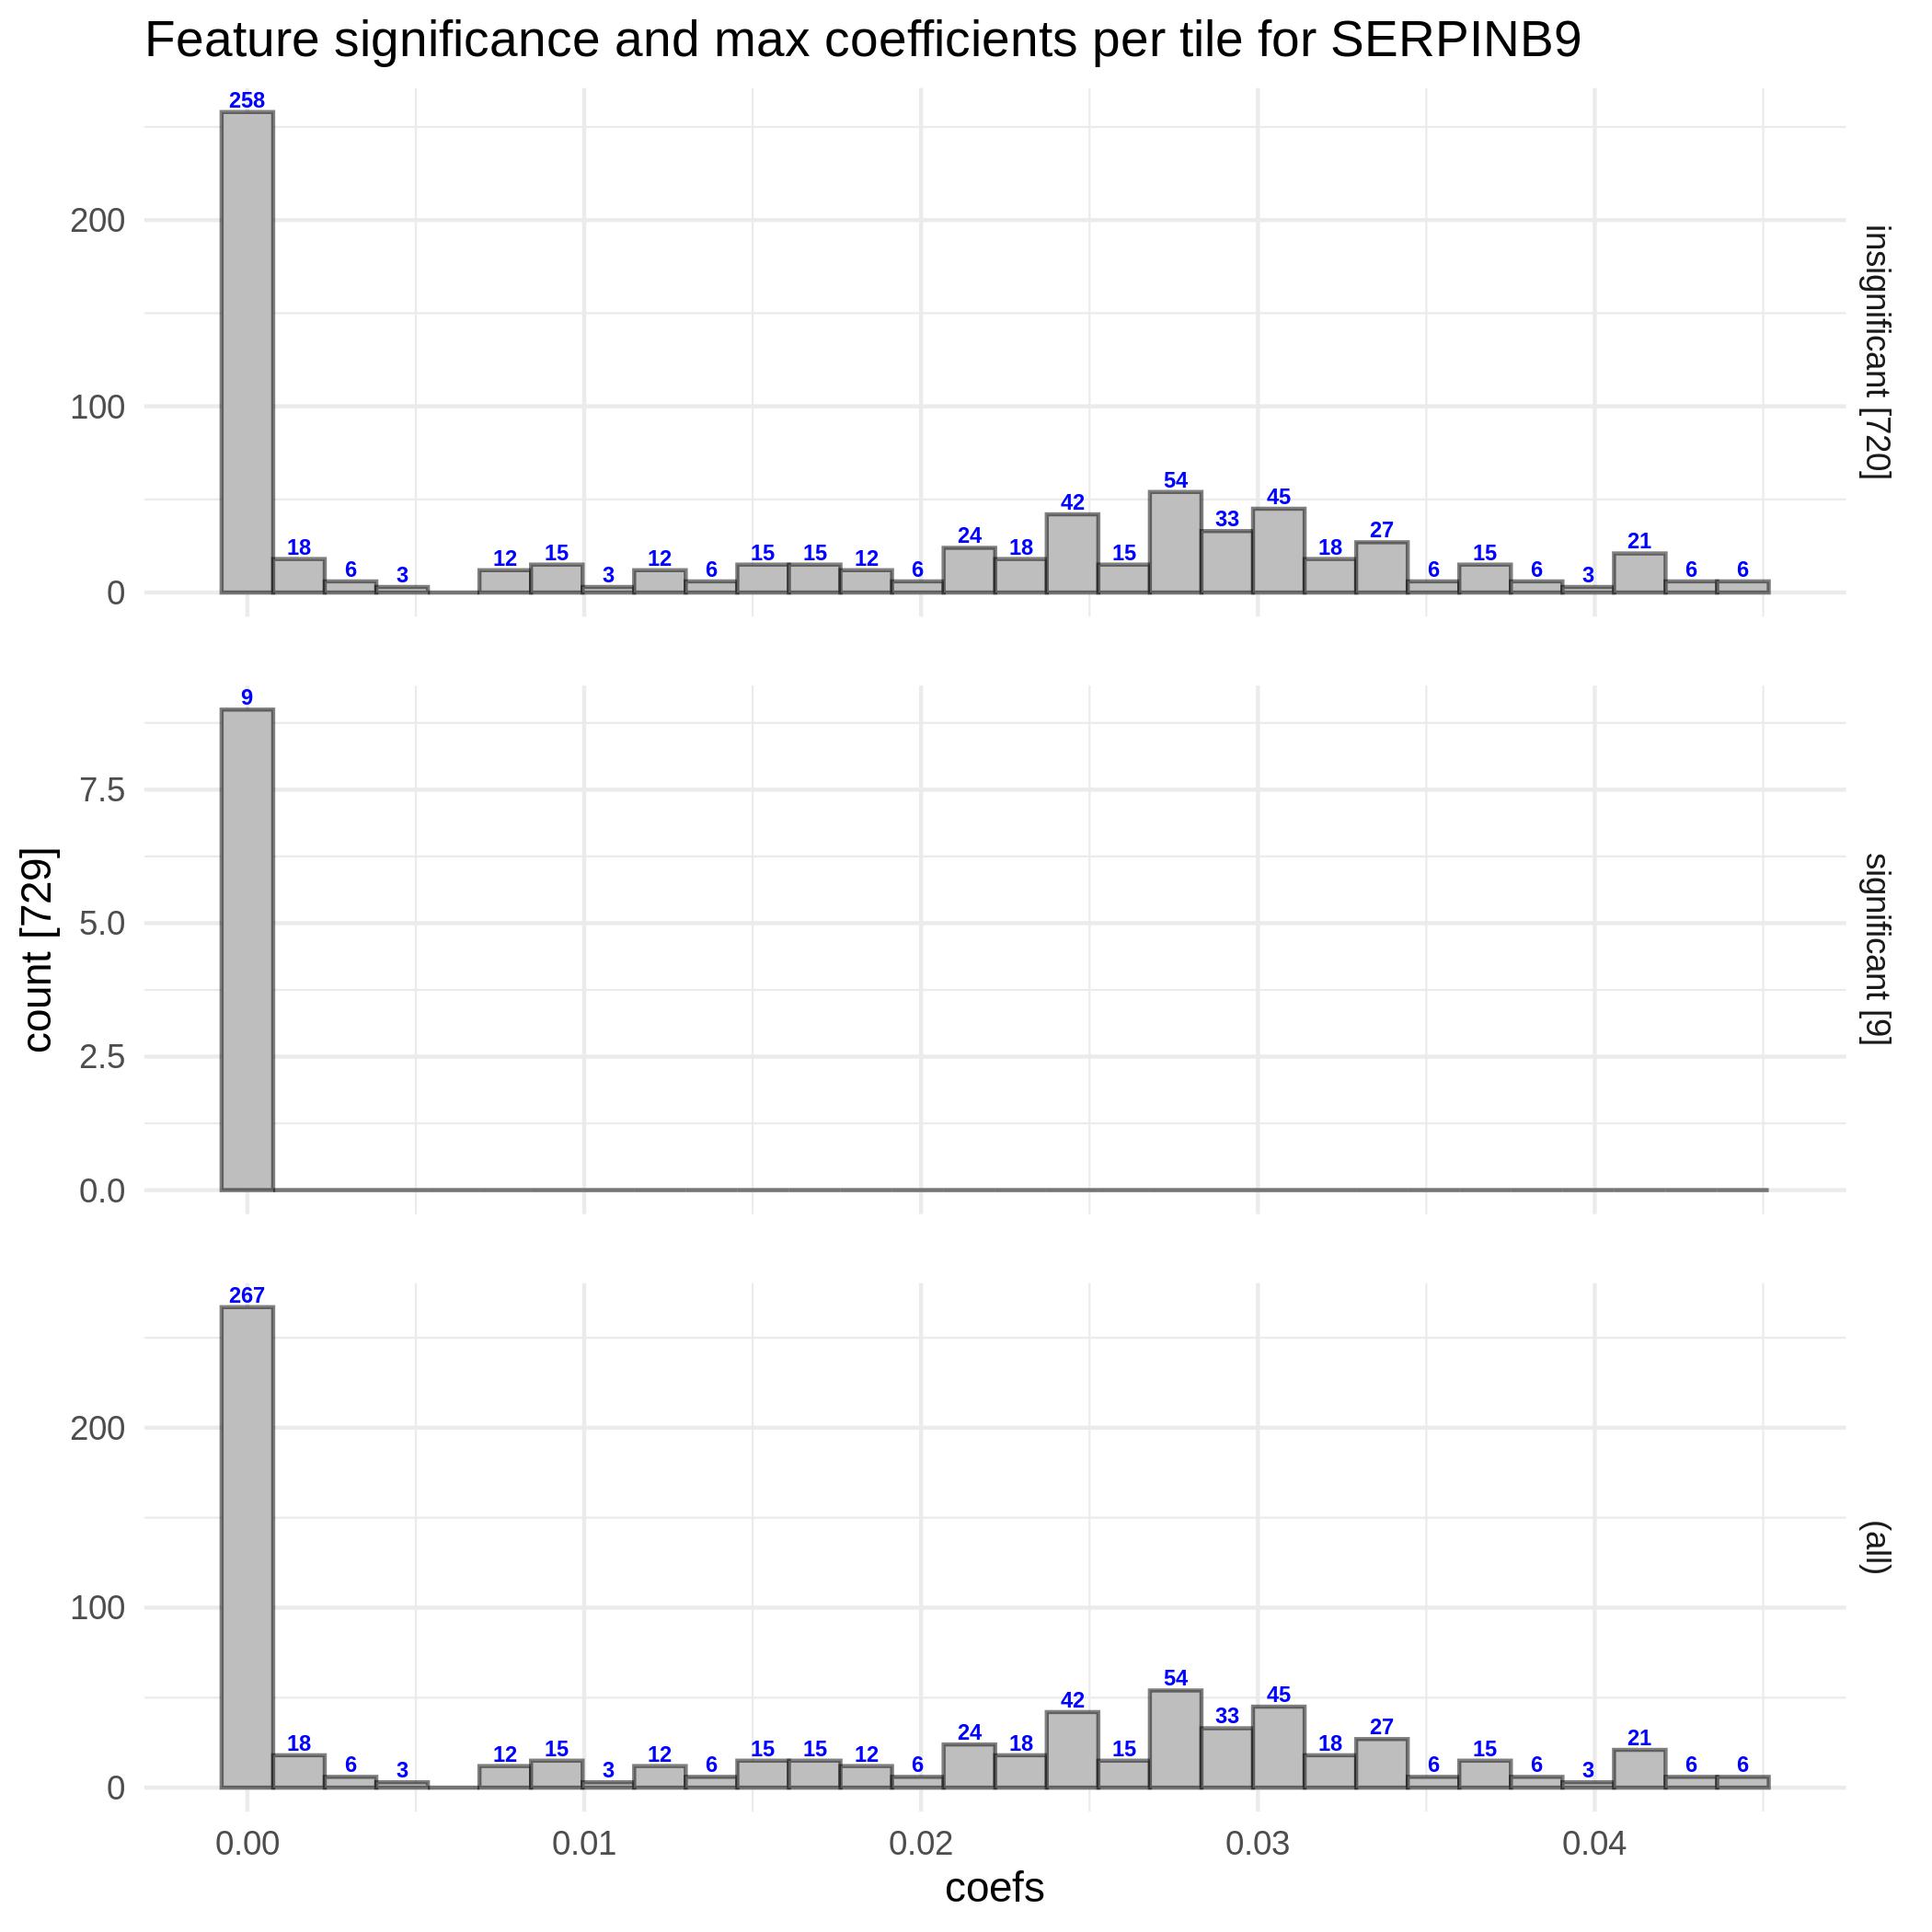 Feature significance and max coefficients per tile for SERPINB9
258
18 6 3 12 15 3 12 6 15 15 12 6 24 18 42 15 54 33 45 18 27 6 15 6 3 21 6 6
200
100
0
insignificant [720]
9
7.5
5.0
2.5
0.0
significant [9]
count [729]
267
18 6 3 12 15 3 12 6 15 15 12 6 24 18 42 15 54 33 45 18 27 6 15 6 3 21 6 6
200
100
0
(all)
0.00 0.01 0.02 0.03 0.04
coefs